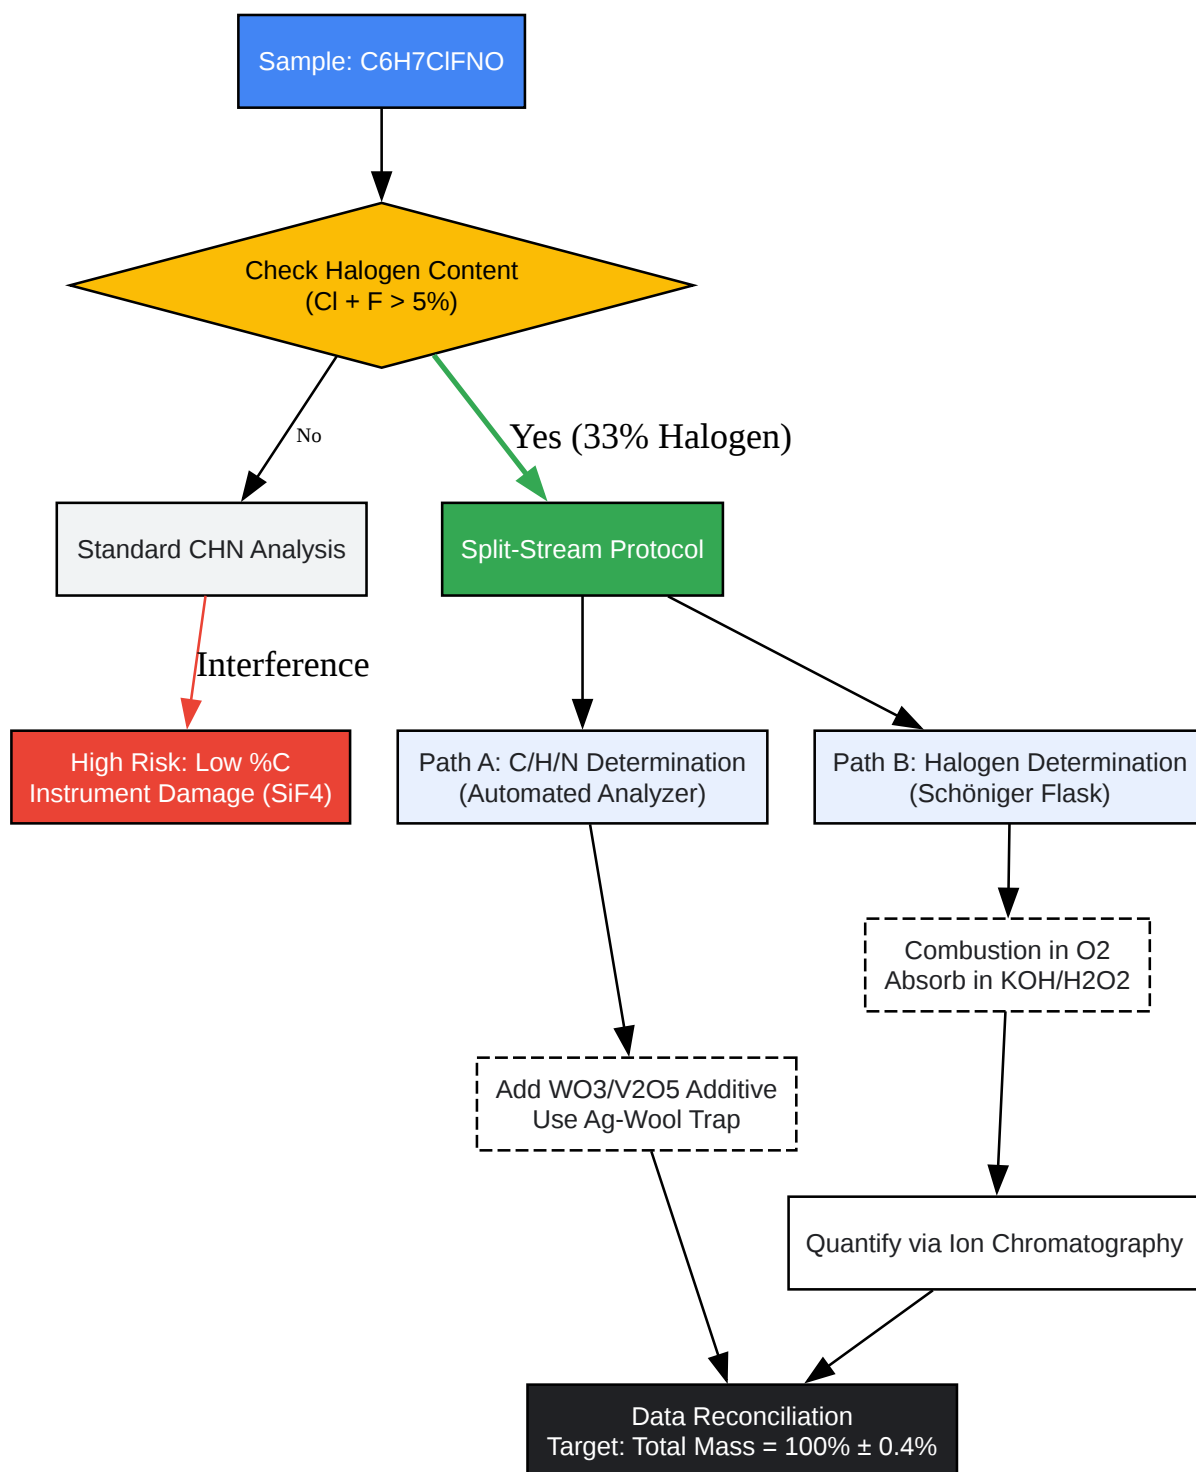 Sample: C6H7ClFNO
Check Halogen Content
(Cl + F > 5%)
No
Yes (33% Halogen)
Standard CHN Analysis
Split-Stream Protocol
Interference
High Risk: Low %C
Instrument Damage (SiF4)
Path A: C/H/N Determination
(Automated Analyzer)
Path B: Halogen Determination
(Schöniger Flask)
Combustion in O2
Absorb in KOH/H2O2
Add WO3/V2O5 Additive
Use Ag-Wool Trap
Quantify via Ion Chromatography
Data Reconciliation
Target: Total Mass = 100% ± 0.4%